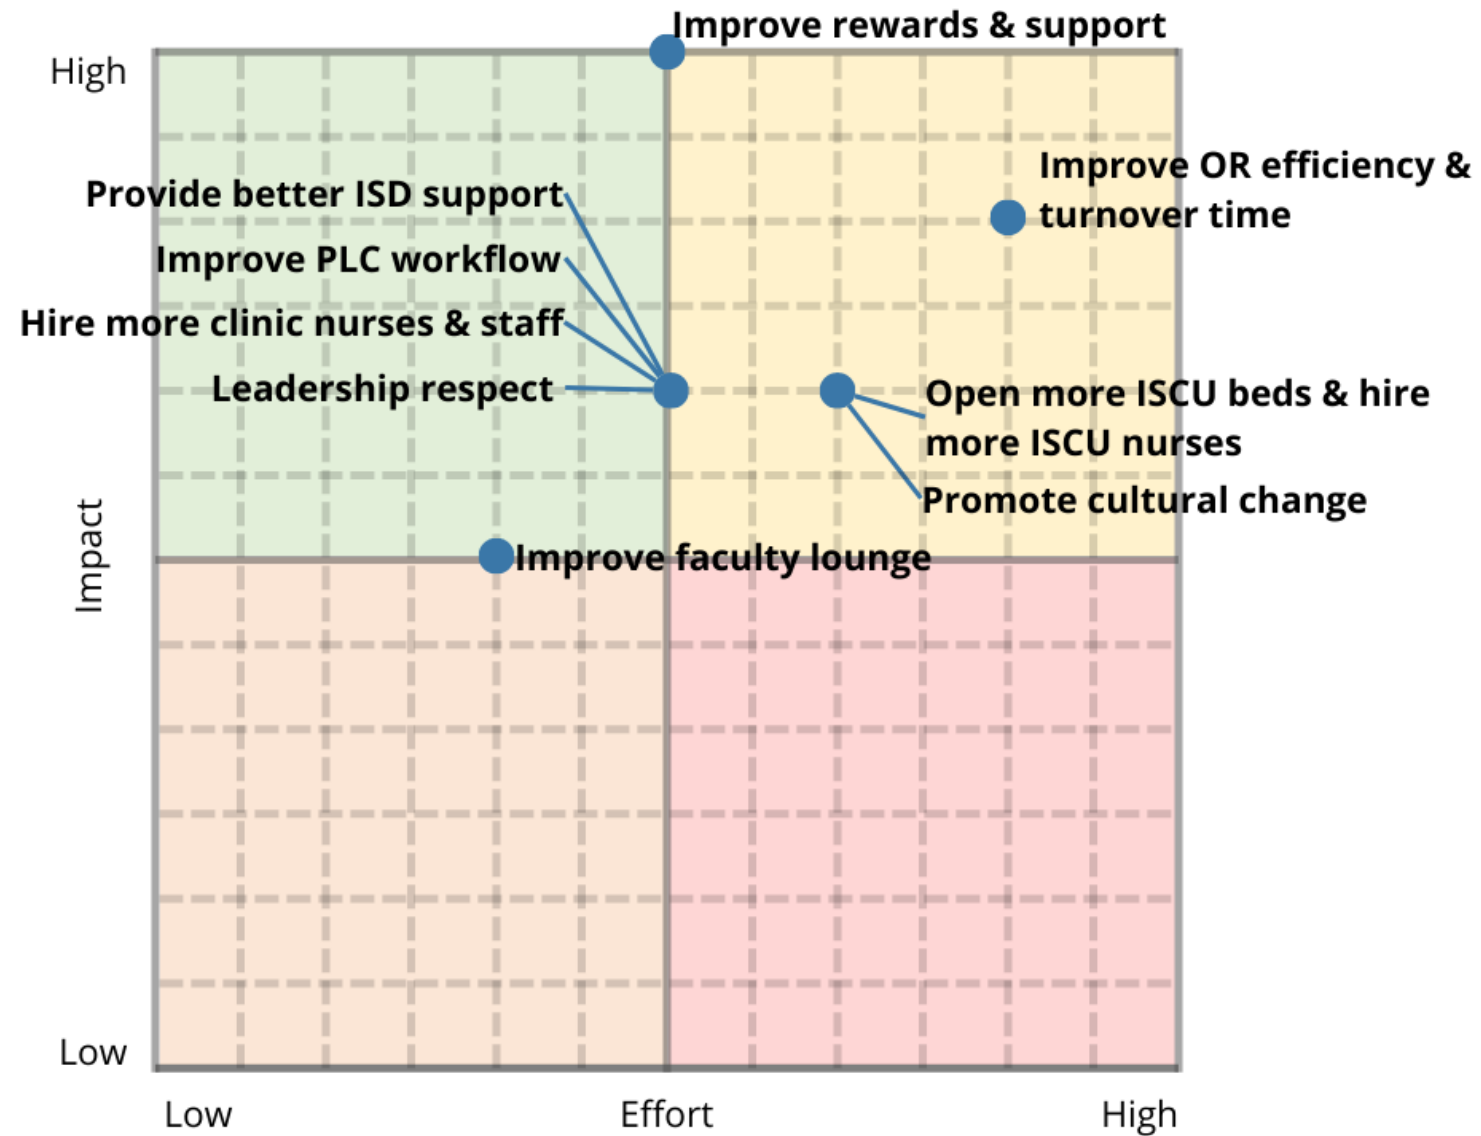 Improve rewards & support
High
Improve OR efficiency &
turnover time
Provide better ISD support
Improve PLC workflow
Hire more clinic nurses & staff
Leadership respect
Open more ISCU beds & hire
more ISCU nurses
Promote cultural change
Impact
Improve faculty lounge
Low
Low
Effort
High